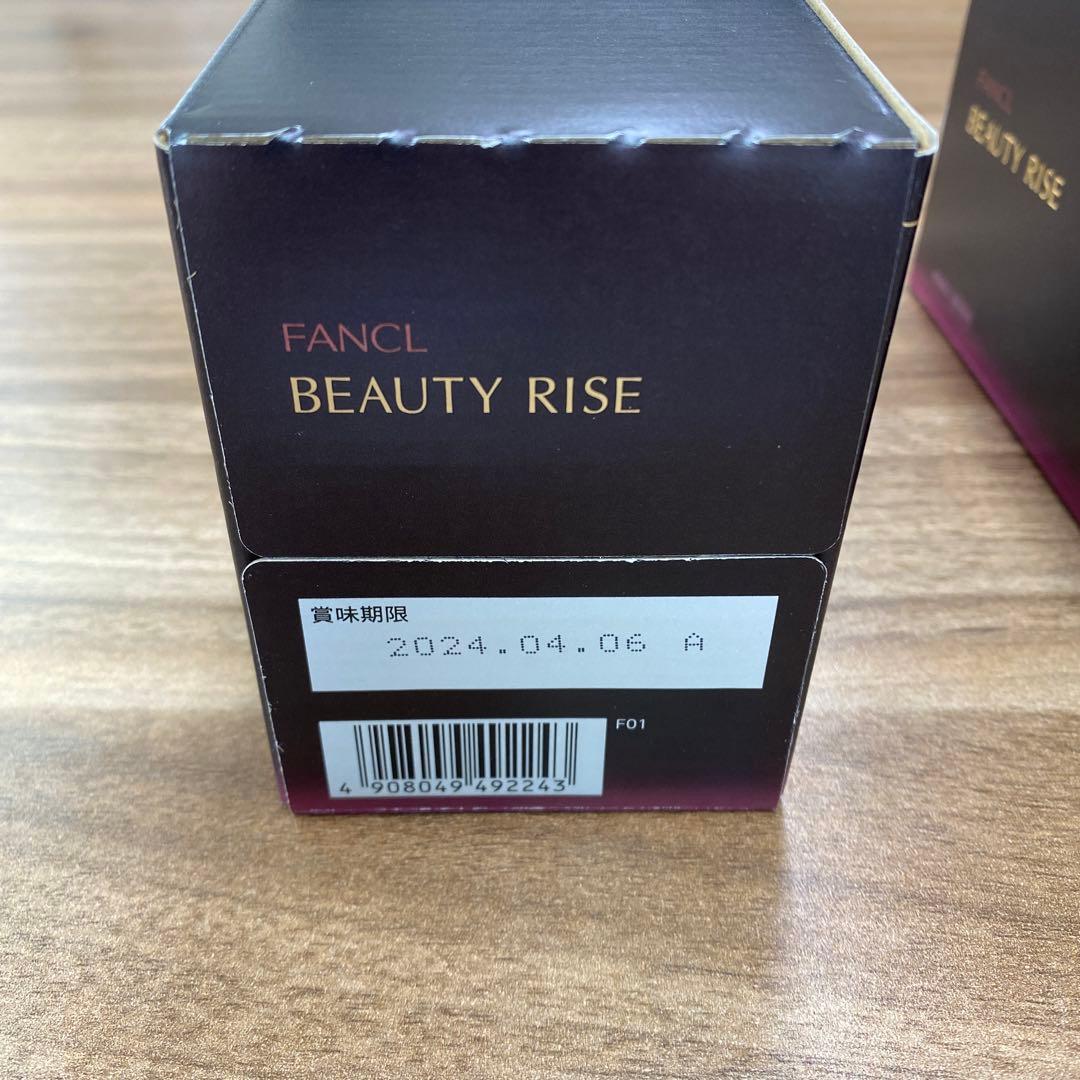 FANCL
BEAUTY RISE
賞味期限
2024.04.06 A
F01
4 908049 492243
FANCL
BEAUTY RISE